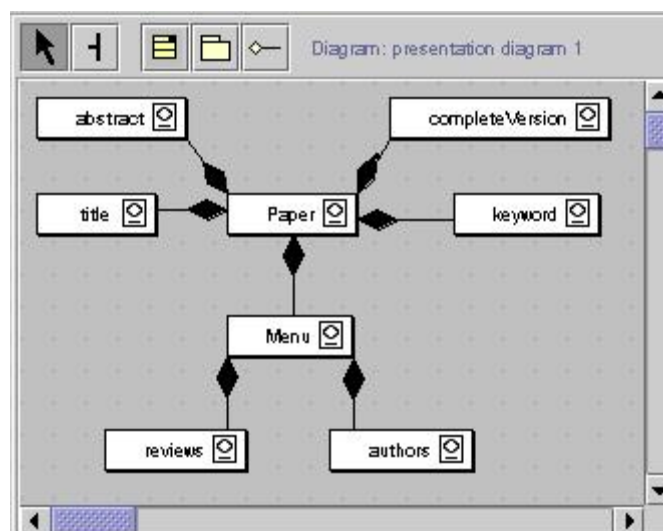 Diagram: presentation diagram 1
abstract
completeVersion
title
Paper
keyword
Menu
reviews
authors